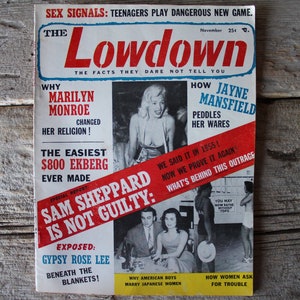 SEX SIGNALS: TEENAGERS PLAY DANGEROUS NEW GAME.
THE
Lowdown
November 25¢
THE FACTS THEY DARE NOT TELL YOU
WHY
MARILYN
MONROE
CHANGED
HER RELIGION!
HOW JAYNE
MANSFIELD
PEDDLES
HER WARES
THE EASIEST
$800 EKBERG
EVER MADE
SAM SHEPPARD
IS NOT GUILTY:
WE SAID IT IN 1955!
NOW WE PROVE IT AGAIN
WHAT'S BEHIND THIS OUTRAGE
EXPOSED:
GYPSY ROSE LEE
BENEATH THE
BLANKETS!
WHY AMERICAN BOYS
MARRY JAPANESE WOMEN
HOW WOMEN ASK
FOR TROUBLE